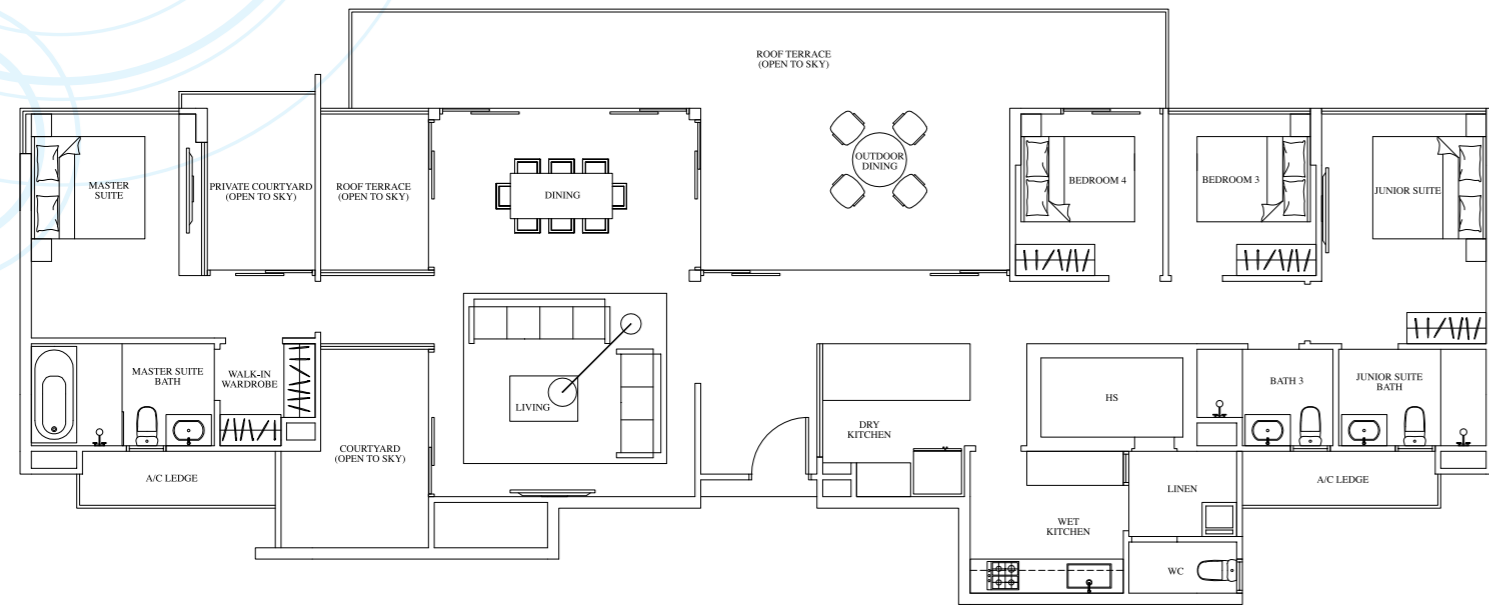 ROOF TERRACE
(OPEN TO SKY)
MASTER
SUITE
PRIVATE COURTYARD
(OPEN TO SKY)
ROOF TERRACE
(OPEN TO SKY)
DINING
OUTDOOR
DINING
BEDROOM 4
BEDROOM 3
JUNIOR SUITE
MASTER SUITE
BATH
WALK-IN
WARDROBE
LIVING
DRY
KITCHEN
HS
BATH 3
JUNIOR SUITE
BATH
COURTYARD
(OPEN TO SKY)
A/C LEDGE
LINEN
A/C LEDGE
WET
KITCHEN
WC